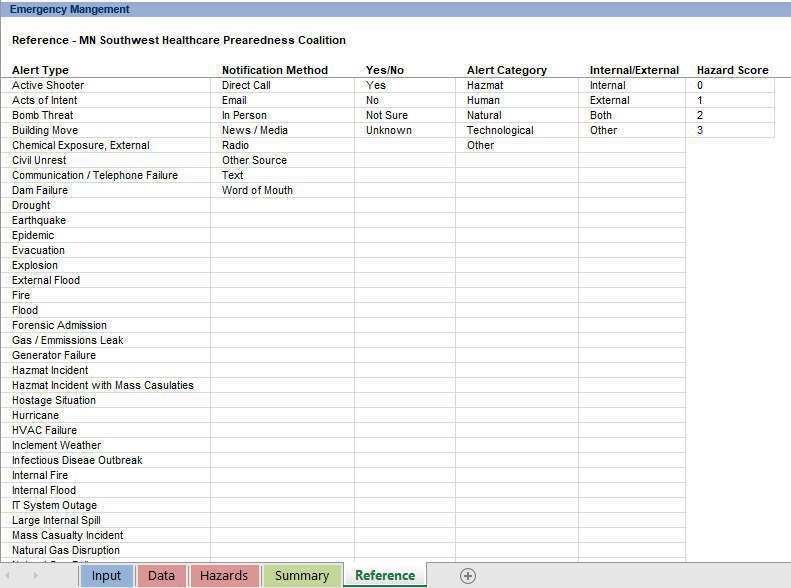 Emergency Mangement
Reference - MN Southwest Healthcare Prearedness Coalition
Alert Type Notification Method Yes/No Alert Category Internal/External Hazard Score
Active Shooter Direct Call Yes Hazmat Internal 0
Acts of Intent Email No Human External 1
Bomb Threat In Person Not Sure Natural Both 2
Building Move News / Media Unknown Technological Other 3
Chemical Exposure, External Radio Other
Civil Unrest Other Source
Communication / Telephone Failure Text
Dam Failure Word of Mouth
Drought
Earthquake
Epidemic
Evacuation
Explosion
External Flood
Fire
Flood
Forensic Admission
Gas / Emmissions Leak
Generator Failure
Hazmat Incident
Hazmat Incident with Mass Casulaties
Hostage Situation
Hurricane
HVAC Failure
Inclement Weather
Infectious Diseae Outbreak
Internal Fire
Internal Flood
IT System Outage
Large Internal Spill
Mass Casualty Incident
Natural Gas Disruption
Input Data Hazards Summary Reference